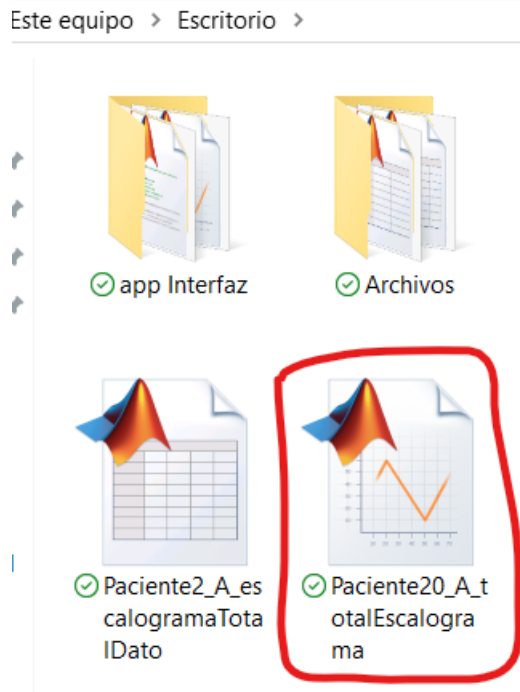 Este equipo > Escritorio >
app Interfaz
Archivos
Paciente2_A_es
calogramaTota
lDato
Paciente20_A_t
otalEscalogra
ma